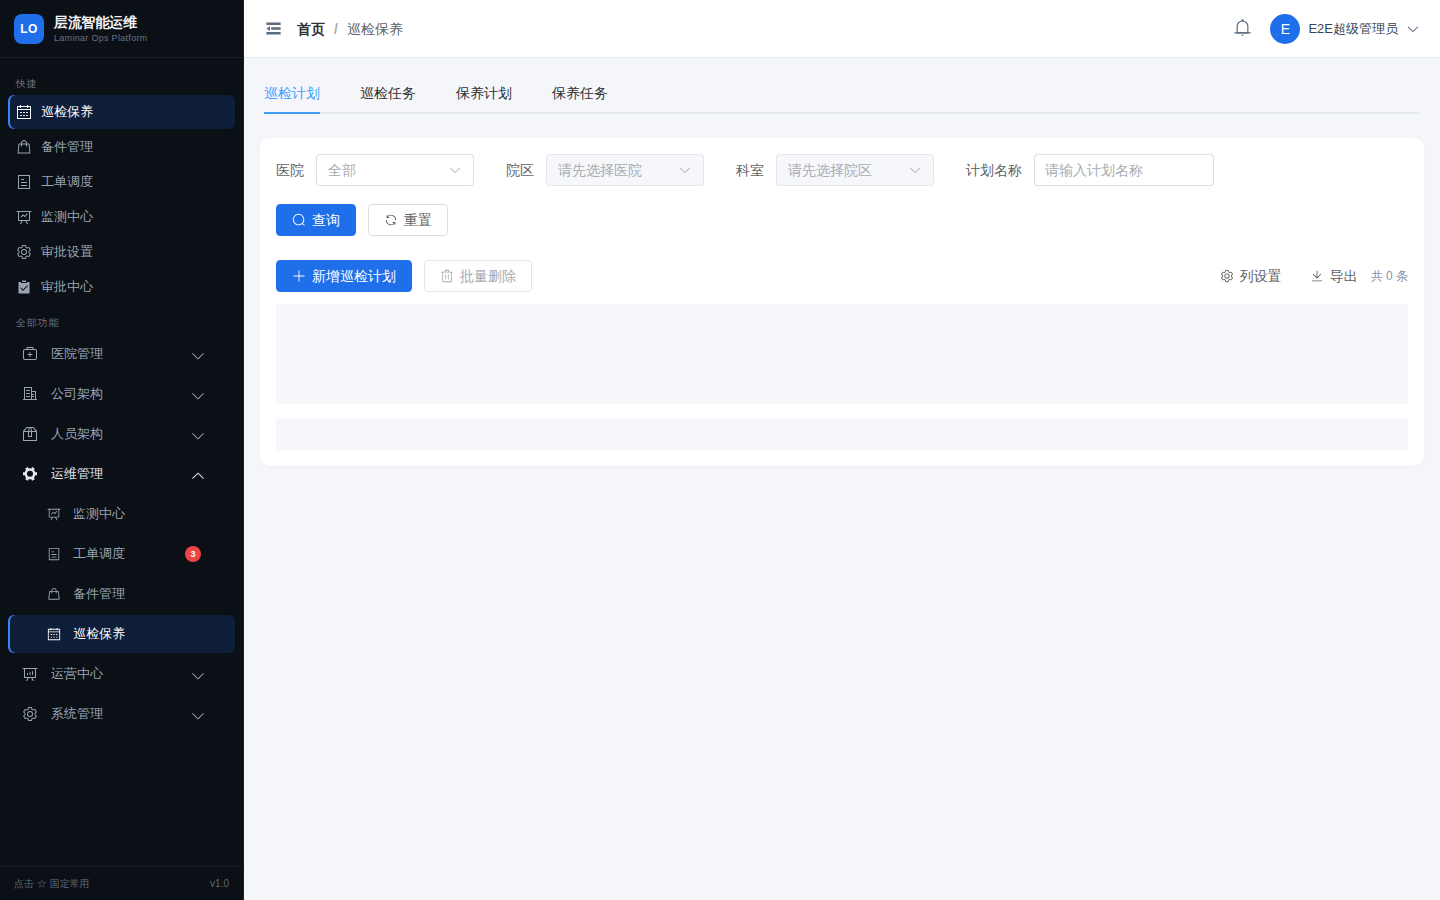 LO
层流智能运维
Laminar Ops Platform
快捷
巡检保养
备件管理
工单调度
监测中心
审批设置
审批中心
全部功能
医院管理
公司架构
人员架构
运维管理
监测中心
工单调度 3
备件管理
巡检保养
运营中心
系统管理
点击 ☆ 固定常用 v1.0
首页 / 巡检保养
E E2E超级管理员
巡检计划 巡检任务 保养计划 保养任务
医院 全部 院区 请先选择医院 科室 请先选择院区 计划名称 请输入计划名称
查询 重置
新增巡检计划 批量删除 列设置 导出 共 0 条